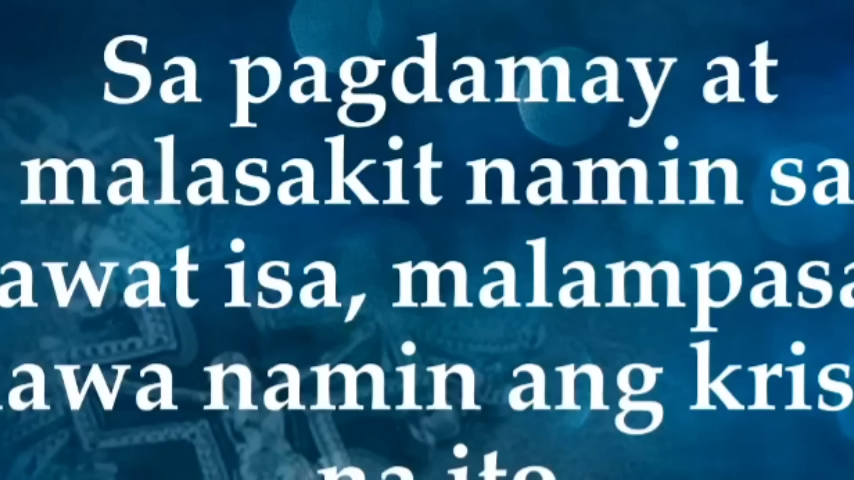 Sa pagdamay at
malasakit namin sa
awat isa, malampasa
awa namin ang kris
na ito